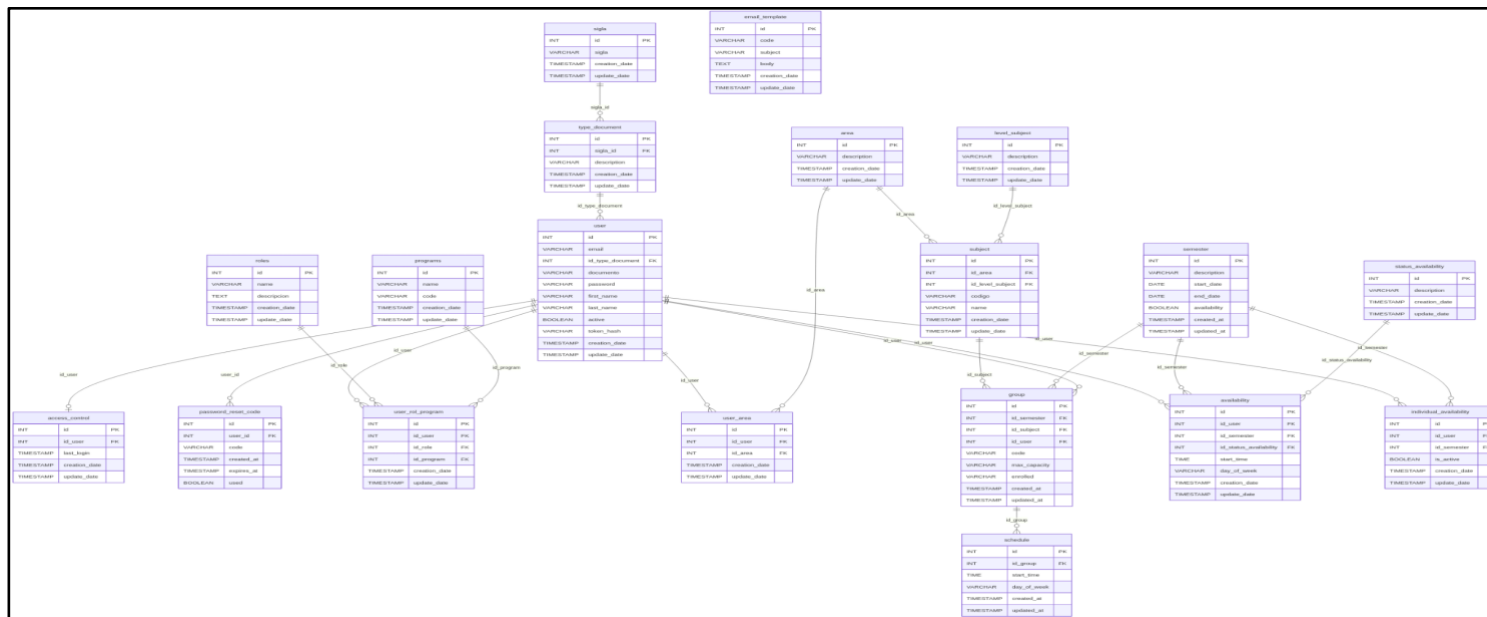 sigla
INT id PK
VARCHAR sigla
TIMESTAMP creation_date
TIMESTAMP update_date
email_template
INT id PK
VARCHAR code
VARCHAR subject
TEXT body
TIMESTAMP creation_date
TIMESTAMP update_date
sigla_id
type_document
INT id PK
INT sigla_id FK
VARCHAR description
TIMESTAMP creation_date
TIMESTAMP update_date
area
INT id PK
VARCHAR description
TIMESTAMP creation_date
TIMESTAMP update_date
level_subject
INT id PK
VARCHAR description
TIMESTAMP creation_date
TIMESTAMP update_date
id_type_document
id_area
id_level_subject
user
INT id PK
VARCHAR email
INT id_type_document FK
VARCHAR documento
VARCHAR password
VARCHAR first_name
VARCHAR last_name
BOOLEAN active
VARCHAR token_hash
TIMESTAMP creation_date
TIMESTAMP update_date
roles
INT id PK
VARCHAR name
TEXT descripcion
TIMESTAMP creation_date
TIMESTAMP update_date
programs
INT id PK
VARCHAR name
VARCHAR code
TIMESTAMP creation_date
TIMESTAMP update_date
subject
INT id PK
INT id_area FK
INT id_level_subject FK
VARCHAR codigo
VARCHAR name
TIMESTAMP creation_date
TIMESTAMP update_date
semester
INT id PK
VARCHAR description
DATE start_date
DATE end_date
BOOLEAN availability
TIMESTAMP created_at
TIMESTAMP updated_at
status_availability
INT id PK
VARCHAR description
TIMESTAMP creation_date
TIMESTAMP update_date
id_area
id_user
id_user
id_user
id_semester
id_semester
id_status_availability
id_role
id_program
id_user
user_id
id_user
id_subject
id_semester
access_control
INT id PK
INT id_user FK
TIMESTAMP last_login
TIMESTAMP creation_date
TIMESTAMP update_date
password_reset_code
INT id PK
INT user_id FK
VARCHAR code
TIMESTAMP created_at
TIMESTAMP expires_at
BOOLEAN used
user_rol_program
INT id PK
INT id_user FK
INT id_role FK
INT id_program FK
TIMESTAMP creation_date
TIMESTAMP update_date
user_area
INT id PK
INT id_user FK
INT id_area FK
TIMESTAMP creation_date
TIMESTAMP update_date
group
INT id PK
INT id_semester FK
INT id_subject FK
INT id_user FK
VARCHAR code
VARCHAR max_capacity
VARCHAR enrolled
TIMESTAMP created_at
TIMESTAMP updated_at
availability
INT id PK
INT id_user FK
INT id_semester FK
INT id_status_availability FK
TIME start_time
VARCHAR day_of_week
TIMESTAMP creation_date
TIMESTAMP update_date
individual_availability
INT id PK
INT id_user FK
INT id_semester FK
BOOLEAN is_active
TIMESTAMP creation_date
TIMESTAMP update_date
id_group
schedule
INT id PK
INT id_group FK
TIME start_time
VARCHAR day_of_week
TIMESTAMP created_at
TIMESTAMP updated_at